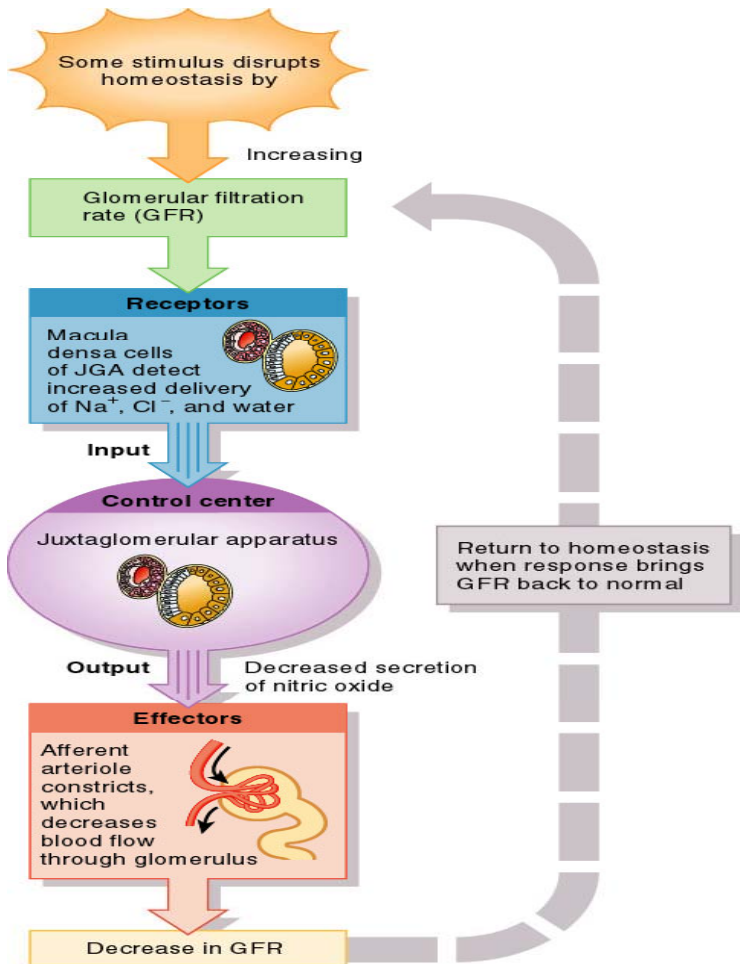 Some stimulus disrupts
homeostasis by
Increasing
Glomerular filtration
rate (GFR)
Receptors
Macula
densa cells
of JGA detect
increased delivery
of Na⁺, Cl⁻, and water
Input
Control center
Juxtaglomerular apparatus
Output
Decreased secretion
of nitric oxide
Effectors
Afferent
arteriole
constricts,
which
decreases
blood flow
through glomerulus
Decrease in GFR
Return to homeostasis
when response brings
GFR back to normal